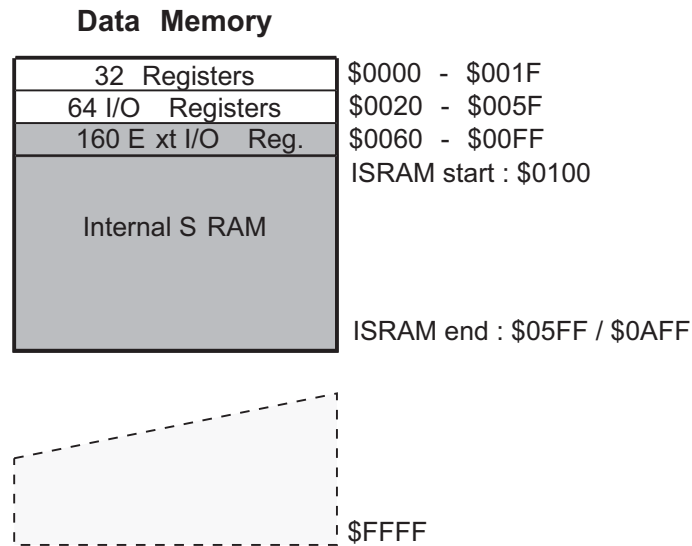 Data Memory
32 Registers $0000 - $001F
64 I/O Registers $0020 - $005F
160 E xt I/O Reg. $0060 - $00FF
ISRAM start : $0100
Internal S RAM
ISRAM end : $05FF / $0AFF
$FFFF